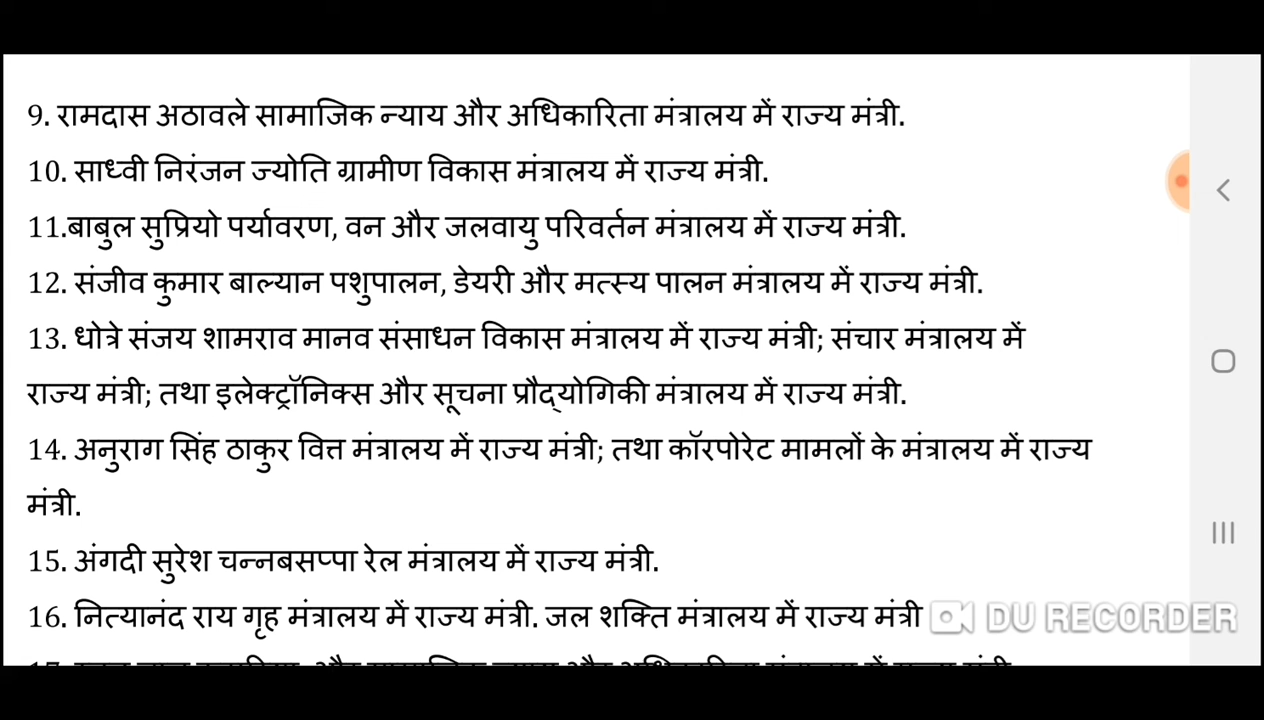 9. रामदास अठावले सामाजिक न्याय और अधिकारिता मंत्रालय में राज्य मंत्री.
10. साध्वी निरंजन ज्योति ग्रामीण विकास मंत्रालय में राज्य मंत्री.
11.बाबुल सुप्रियो पर्यावरण, वन और जलवायु परिवर्तन मंत्रालय में राज्य मंत्री.
12. संजीव कुमार बाल्यान पशुपालन, डेयरी और मत्स्य पालन मंत्रालय में राज्य मंत्री.
13. धोत्रे संजय शामराव मानव संसाधन विकास मंत्रालय में राज्य मंत्री; संचार मंत्रालय में
राज्य मंत्री; तथा इलेक्ट्रॉनिक्स और सूचना प्रौद्योगिकी मंत्रालय में राज्य मंत्री.
14. अनुराग सिंह ठाकुर वित्त मंत्रालय में राज्य मंत्री; तथा कॉरपोरेट मामलों के मंत्रालय में राज्य
मंत्री.
15. अंगदी सुरेश चन्नबसप्पा रेल मंत्रालय में राज्य मंत्री.
16. नित्यानंद राय गृह मंत्रालय में राज्य मंत्री. जल शक्ति मंत्रालय में राज्य मंत्री
DU RECORDER